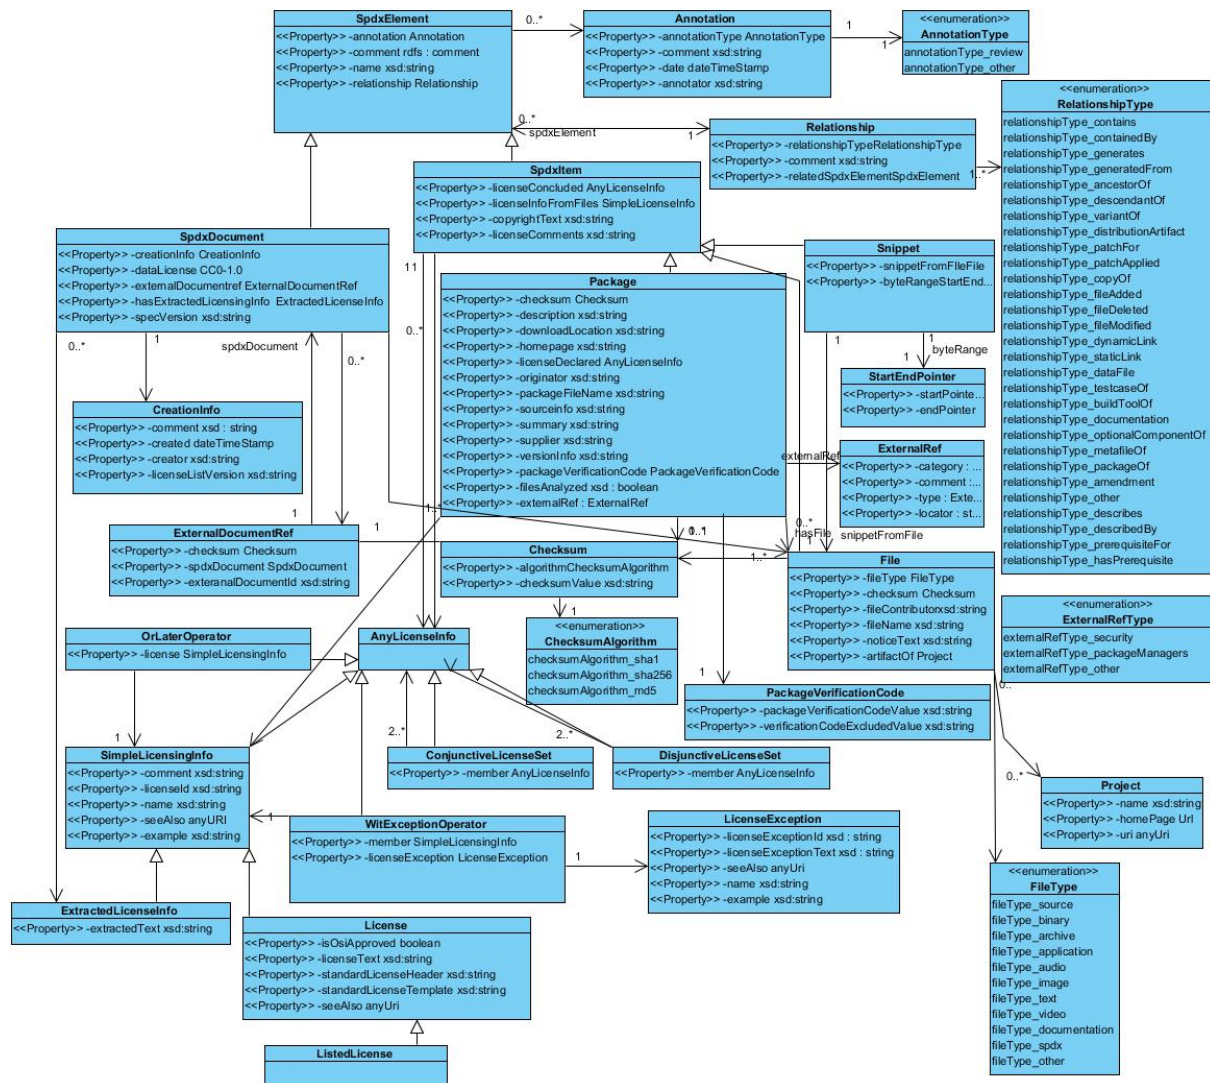 SpdxElement
<<Property>> -annotation Annotation
<<Property>> -comment rdfs : comment
<<Property>> -name xsd:string
<<Property>> -relationship Relationship
0..*
Annotation
<<Property>> -annotationType AnnotationType
<<Property>> -comment xsd:string
<<Property>> -date dateTimeStamp
<<Property>> -annotator xsd:string
1
1
<<enumeration>>
AnnotationType
annotationType_review
annotationType_other
<<enumeration>>
RelationshipType
relationshipType_contains
relationshipType_containedBy
relationshipType_generates
relationshipType_generatedFrom
relationshipType_ancestorOf
relationshipType_descendantOf
relationshipType_variantOf
relationshipType_distributionArtifact
relationshipType_patchFor
relationshipType_patchApplied
relationshipType_copyOf
relationshipType_fileAdded
relationshipType_fileDeleted
relationshipType_fileModified
relationshipType_dynamicLink
relationshipType_staticLink
relationshipType_dataFile
relationshipType_testcaseOf
relationshipType_buildToolOf
relationshipType_documentation
relationshipType_optionalComponentOf
relationshipType_metafileOf
relationshipType_packageOf
relationshipType_amendment
relationshipType_other
relationshipType_describes
relationshipType_describedBy
relationshipType_prerequisiteFor
relationshipType_hasPrerequisite
0..*
spdxElement
1
Relationship
<<Property>> -relationshipTypeRelationshipType
<<Property>> -comment xsd:string
<<Property>> -relatedSpdxElementSpdxElement
1..*
SpdxItem
<<Property>> -licenseConcluded AnyLicenseInfo
<<Property>> -licenseInfoFromFiles SimpleLicenseInfo
<<Property>> -copyrightText xsd:string
<<Property>> -licenseComments xsd:string
SpdxDocument
<<Property>> -creationInfo CreationInfo
<<Property>> -dataLicense CC0-1.0
<<Property>> -externalDocumentref ExternalDocumentRef
<<Property>> -hasExtractedLicensingInfo ExtractedLicenseInfo
<<Property>> -specVersion xsd:string
Snippet
<<Property>> -snippetFromFIleFile
<<Property>> -byteRangeStartEnd...
11
0..*
Package
<<Property>> -checksum Checksum
<<Property>> -description xsd:string
<<Property>> -downloadLocation xsd:string
<<Property>> -homepage xsd:string
<<Property>> -licenseDeclared AnyLicenseInfo
<<Property>> -originator xsd:string
<<Property>> -packageFileName xsd:string
<<Property>> -sourceinfo xsd:string
<<Property>> -summary xsd:string
<<Property>> -supplier xsd:string
<<Property>> -versionInfo xsd:string
<<Property>> -packageVerificationCode PackageVerificationCode
<<Property>> -filesAnalyzed xsd : boolean
<<Property>> -externalRef : ExternalRef
0..*
1
spdxDocument
0..*
1
1
byteRange
1
StartEndPointer
<<Property>> -startPointe...
<<Property>> -endPointer
CreationInfo
<<Property>> -comment xsd : string
<<Property>> -created dateTimeStamp
<<Property>> -creator xsd:string
<<Property>> -licenseListVersion xsd:string
externalRef
ExternalRef
<<Property>> -category : ...
<<Property>> -comment :...
<<Property>> -type : Exte...
<<Property>> -locator : st...
1..*
1
1
0..*
hasFile
1
snippetFromFile
ExternalDocumentRef
<<Property>> -checksum Checksum
<<Property>> -spdxDocument SpdxDocument
<<Property>> -exteranalDocumentId xsd:string
Checksum
<<Property>> -algorithmChecksumAlgorithm
<<Property>> -checksumValue xsd:string
1..*
File
<<Property>> -fileType FileType
<<Property>> -checksum Checksum
<<Property>> -fileContributorxsd:string
<<Property>> -fileName xsd:string
<<Property>> -noticeText xsd:string
<<Property>> -artifactOf Project
1
<<enumeration>>
ChecksumAlgorithm
checksumAlgorithm_sha1
checksumAlgorithm_sha256
checksumAlgorithm_md5
<<enumeration>>
ExternalRefType
externalRefType_security
externalRefType_packageManagers
externalRefType_other
1
OrLaterOperator
<<Property>> -license SimpleLicensingInfo
AnyLicenseInfo
1
PackageVerificationCode
<<Property>> -packageVerificationCodeValue xsd:string
<<Property>> -verificationCodeExcludedValue xsd:string
0..
1
2..*
2..*
SimpleLicensingInfo
<<Property>> -comment xsd:string
<<Property>> -licenseId xsd:string
<<Property>> -name xsd:string
<<Property>> -seeAlso anyURI
<<Property>> -example xsd:string
ConjunctiveLicenseSet
<<Property>> -member AnyLicenseInfo
DisjunctiveLicenseSet
<<Property>> -member AnyLicenseInfo
0..*
Project
<<Property>> -name xsd:string
<<Property>> -homePage Url
<<Property>> -uri anyUri
1
WitExceptionOperator
<<Property>> -member SimpleLicensingInfo
<<Property>> -licenseException LicenseException
1
LicenseException
<<Property>> -licenseExceptionId xsd : string
<<Property>> -licenseExceptionText xsd : string
<<Property>> -seeAlso anyUri
<<Property>> -name xsd:string
<<Property>> -example xsd:string
<<enumeration>>
FileType
fileType_source
fileType_binary
fileType_archive
fileType_application
fileType_audio
fileType_image
fileType_text
fileType_video
fileType_documentation
fileType_spdx
fileType_other
ExtractedLicenseInfo
<<Property>> -extractedText xsd:string
License
<<Property>> -isOsiApproved boolean
<<Property>> -licenseText xsd:string
<<Property>> -standardLicenseHeader xsd:string
<<Property>> -standardLicenseTemplate xsd:string
<<Property>> -seeAlso anyUri
ListedLicense